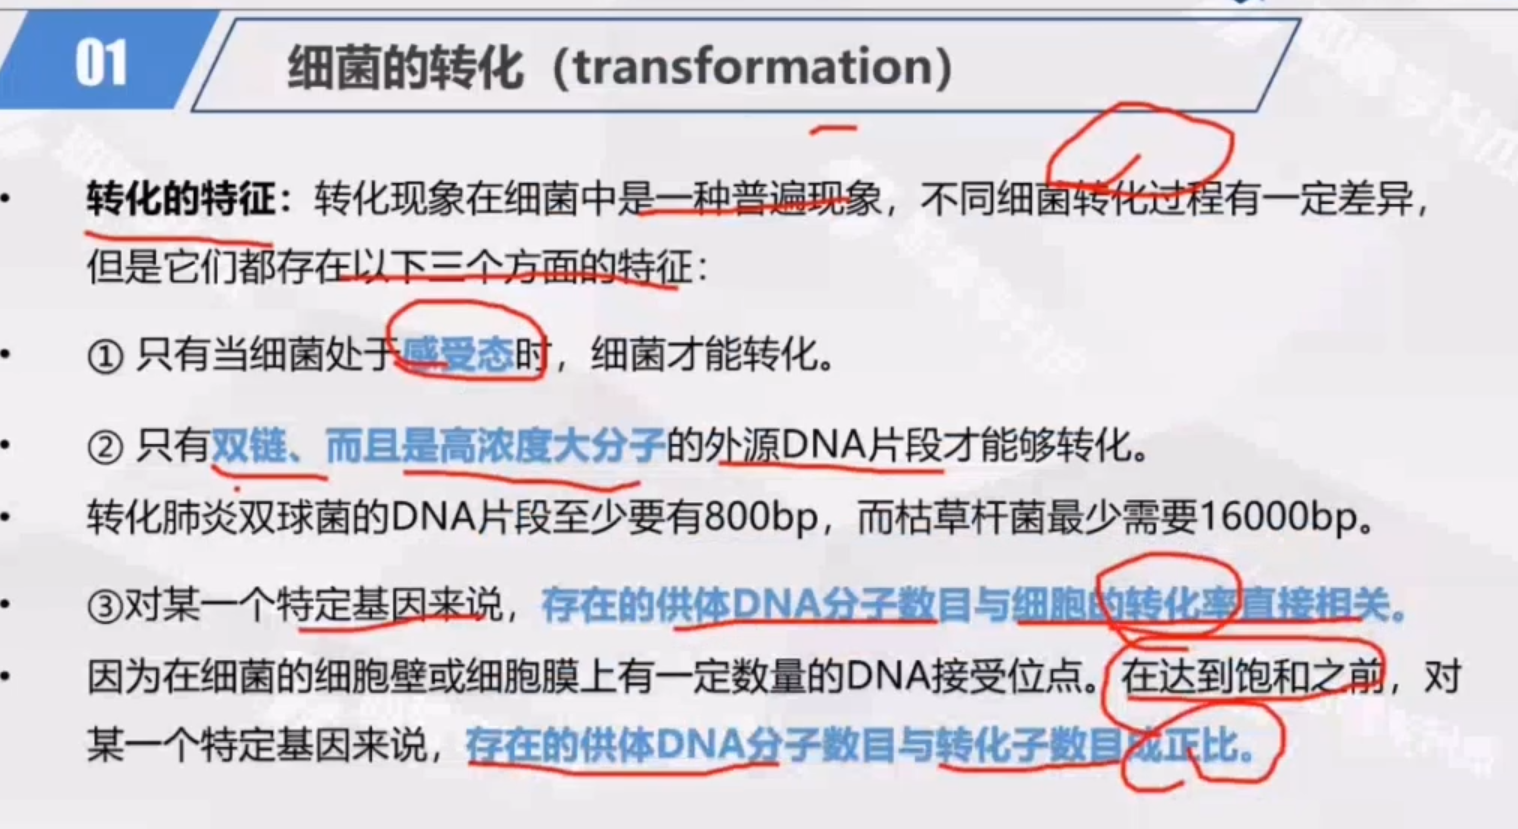 01
细菌的转化（transformation）
• 转化的特征：转化现象在细菌中是一种普遍现象，不同细菌转化过程有一定差异，
但是它们都存在以下三个方面的特征：
• ① 只有当细菌处于感受态时，细菌才能转化。
• ② 只有双链、而且是高浓度大分子的外源DNA片段才能够转化。
• 转化肺炎双球菌的DNA片段至少要有800bp，而枯草杆菌最少需要16000bp。
• ③对某一个特定基因来说，存在的供体DNA分子数目与细胞的转化率直接相关。
• 因为在细菌的细胞壁或细胞膜上有一定数量的DNA接受位点。在达到饱和之前，对
某一个特定基因来说，存在的供体DNA分子数目与转化子数目成正比。